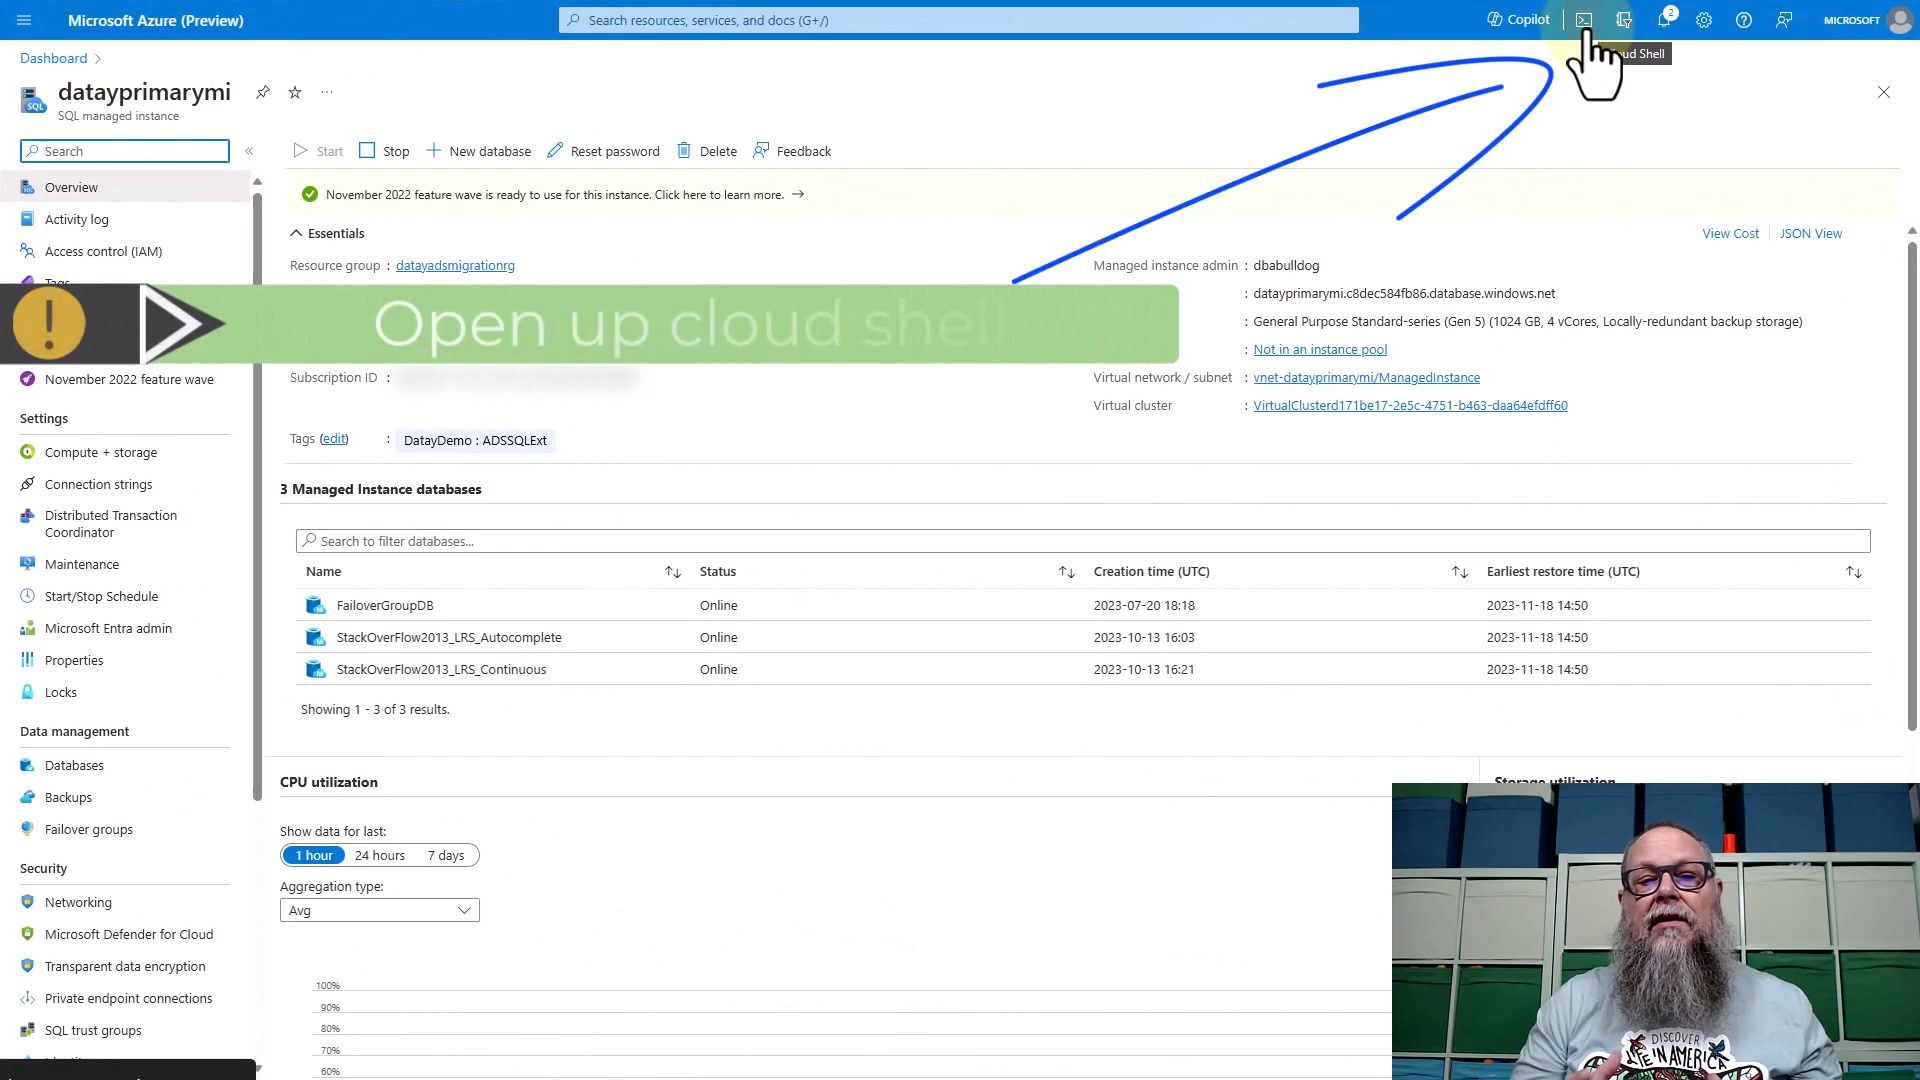 Microsoft Azure (Preview)
Search resources, services, and docs (G+/)
Copilot
2
MICROSOFT
Cloud Shell
Dashboard
datayprimarymi
SQL managed instance
SQL
Search
Start
Stop
New database
Reset password
Delete
Feedback
November 2022 feature wave is ready to use for this instance. Click here to learn more.
Overview
Activity log
Access control (IAM)
Tags
November 2022 feature wave
Settings
Compute + storage
Connection strings
Distributed Transaction
Coordinator
Maintenance
Start/Stop Schedule
Microsoft Entra admin
Properties
Locks
Data management
Databases
Backups
Failover groups
Security
Networking
Microsoft Defender for Cloud
Transparent data encryption
Private endpoint connections
SQL trust groups
Essentials
View Cost
JSON View
Resource group : datayadsmigrationrg
Managed instance admin : dbabulldog
: datayprimarymi.c8dec584fb86.database.windows.net
: General Purpose Standard-series (Gen 5) (1024 GB, 4 vCores, Locally-redundant backup storage)
: Not in an instance pool
Open up cloud shell
Subscription ID :
Virtual network / subnet : vnet-datayprimarymi/ManagedInstance
Virtual cluster : VirtualClusterd171be17-2e5c-4751-b463-daa64efdff60
Tags (edit) : DatayDemo : ADSSQLExt
3 Managed Instance databases
Search to filter databases...
Name Status Creation time (UTC) Earliest restore time (UTC)
FailoverGroupDB Online 2023-07-20 18:18 2023-11-18 14:50
StackOverFlow2013_LRS_Autocomplete Online 2023-10-13 16:03 2023-11-18 14:50
StackOverFlow2013_LRS_Continuous Online 2023-10-13 16:21 2023-11-18 14:50
Showing 1 - 3 of 3 results.
CPU utilization
Storage utilization
Show data for last:
1 hour 24 hours 7 days
Aggregation type:
Avg
100%
90%
80%
70%
60%
DISCOVER
LIFE IN AMERICA